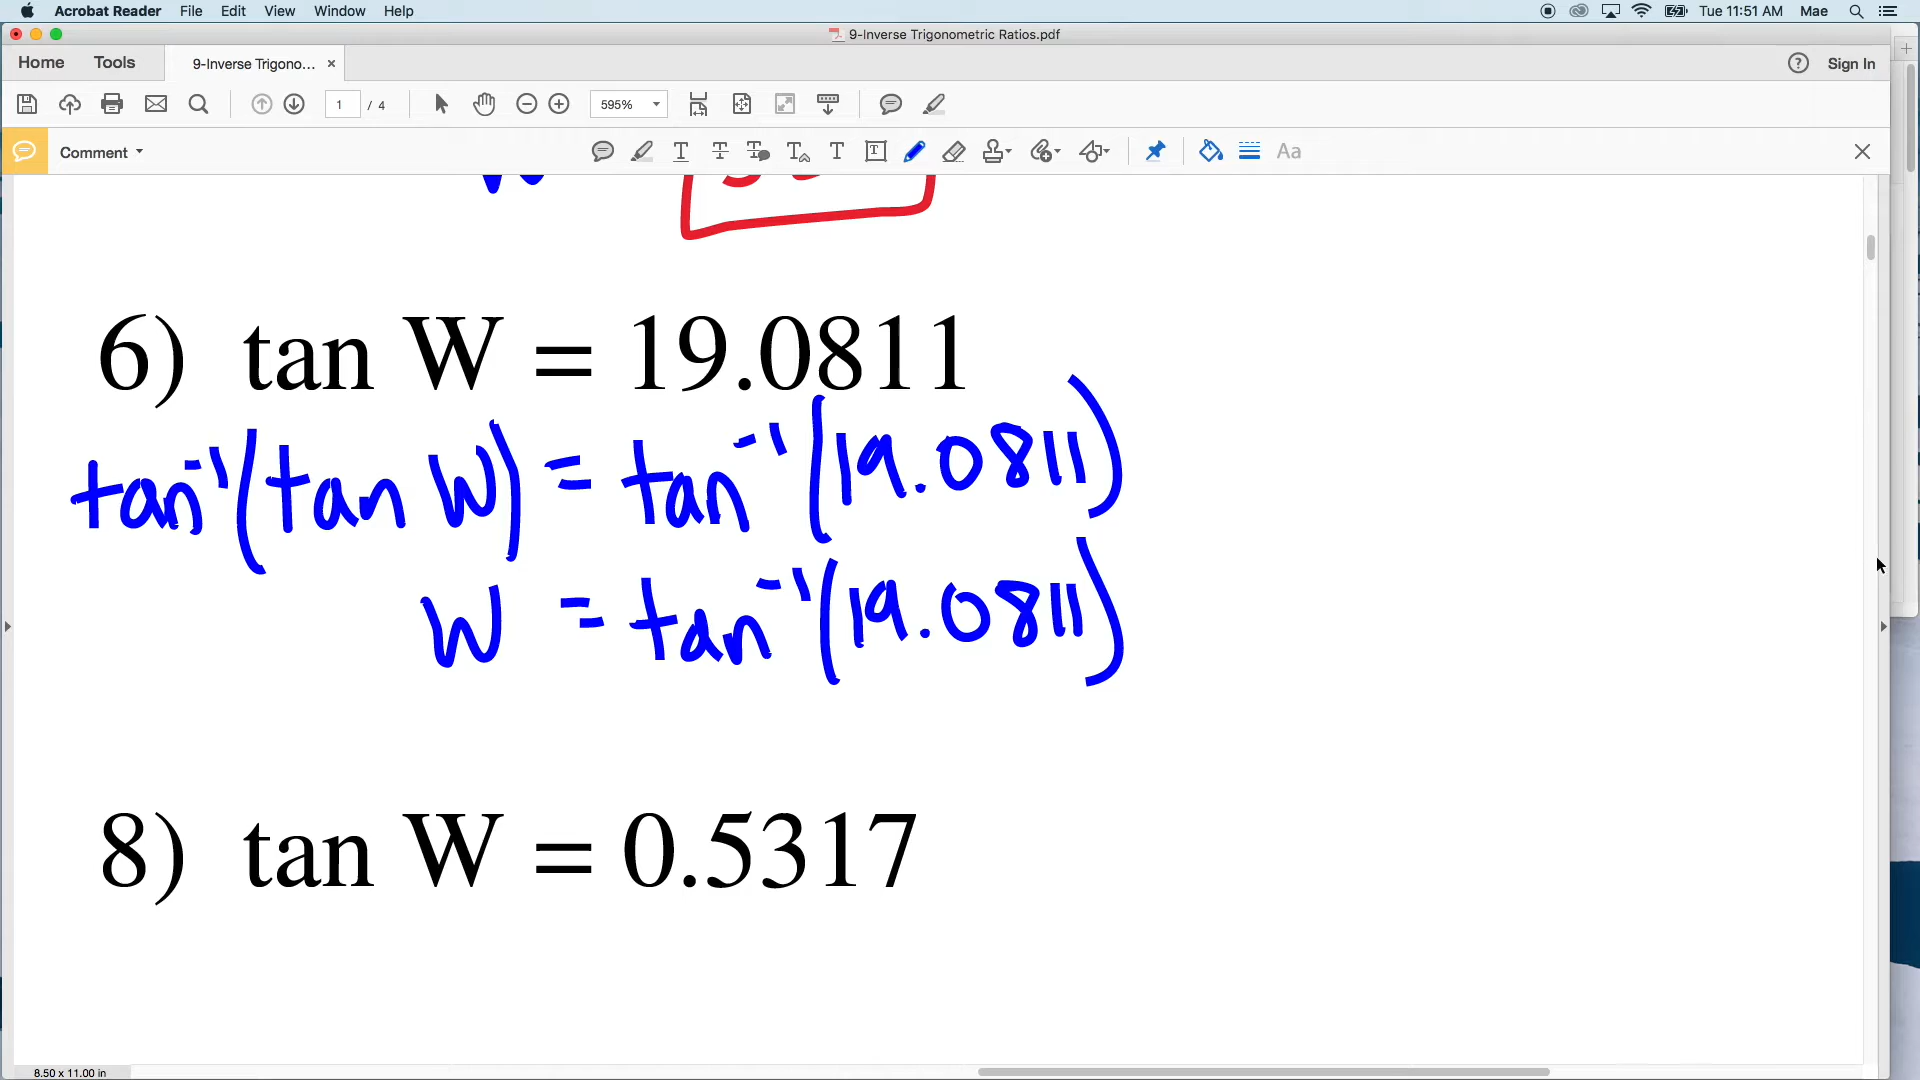 Acrobat Reader File Edit View Window Help Tue 11:51 AM Mae
9-Inverse Trigonometric Ratios.pdf
Home Tools 9-Inverse Trigono... × ? Sign In
1 / 4 595%
Comment T T T T T T Aa
6) tan W = 19.0811
tan⁻¹(tan W) = tan⁻¹(19.0811)
W = tan⁻¹(19.0811)
8) tan W = 0.5317
8.50 x 11.00 in